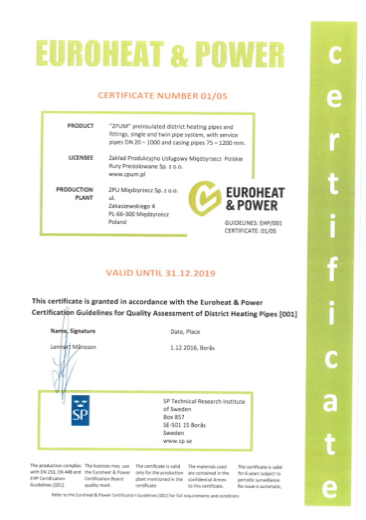 EUROHEAT & POWER
certificate
CERTIFICATE NUMBER 01/05
PRODUCT
"ZPUM" preinsulated district heating pipes and
fittings, single and twin pipe system, with service
pipes DN 20 – 1000 and casing pipes 75 – 1200 mm.
LICENSEE
Zakład Produkcyjno Usługowy Międzyrzecz Polskie
Rury Preizolowane Sp. z o.o.
www.zpum.pl
PRODUCTION
PLANT
ZPU Międzyrzecz Sp. z o.o.
ul.
Zakaszewskiego 4
PL-66-300 Międzyrzecz
Poland
EUROHEAT
& POWER
GUIDELINES: EHP/001
CERTIFICATE: 01/05
VALID UNTIL 31.12.2019
This certificate is granted in accordance with the Euroheat & Power
Certification Guidelines for Quality Assessment of District Heating Pipes [001]
Name, Signature
Date, Place
Lennart Månsson
1.12 2016, Borås
SP
SP Technical Research Institute
of Sweden
Box 857
SE-501 15 Borås
Sweden
www.sp.se
The production complies
with EN 253, EN 448 and
EHP Certification
Guidelines [001].
The licensee may use
the Euroheat & Power
Certification Board
quality mark.
The certificate is valid
only for the production
plant mentioned in the
certificate.
The materials used
are contained in the
confidential Annex
to this certificate.
The certificate is valid
for 6 years subject to
periodic surveillance.
Re-issue is automatic.
Refer to the Euroheat & Power Certification Guidelines [001] for full requirements and conditions